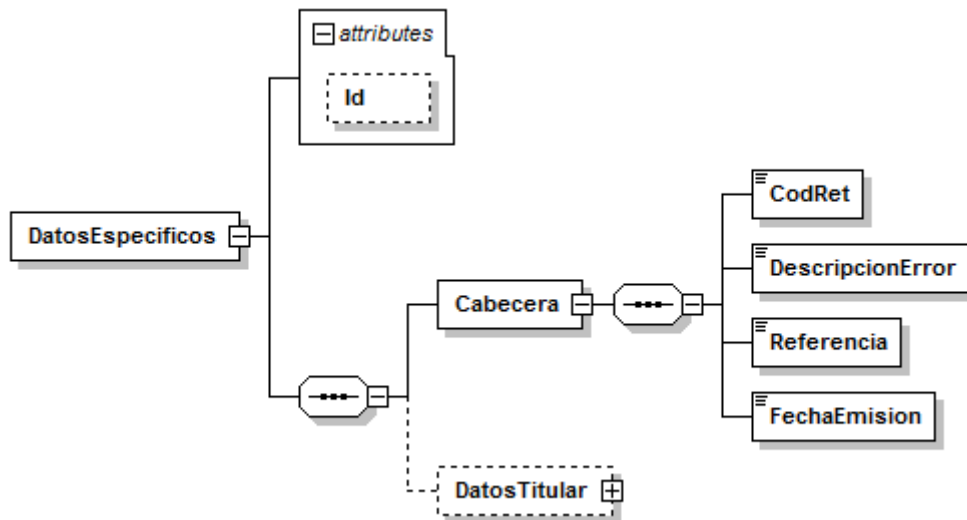 attributes
Id
DatosEspecificos
Cabecera
CodRet
DescripcionError
Referencia
FechaEmision
DatosTitular